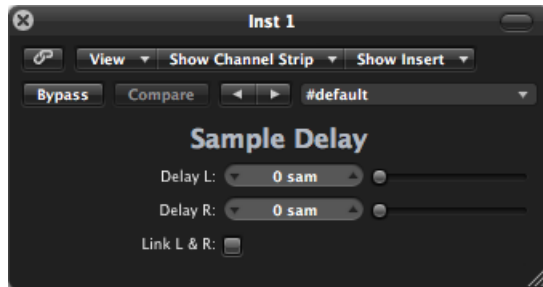 Inst 1
View Show Channel Strip Show Insert
Bypass Compare #default
Sample Delay
Delay L: 0 sam
Delay R: 0 sam
Link L & R: